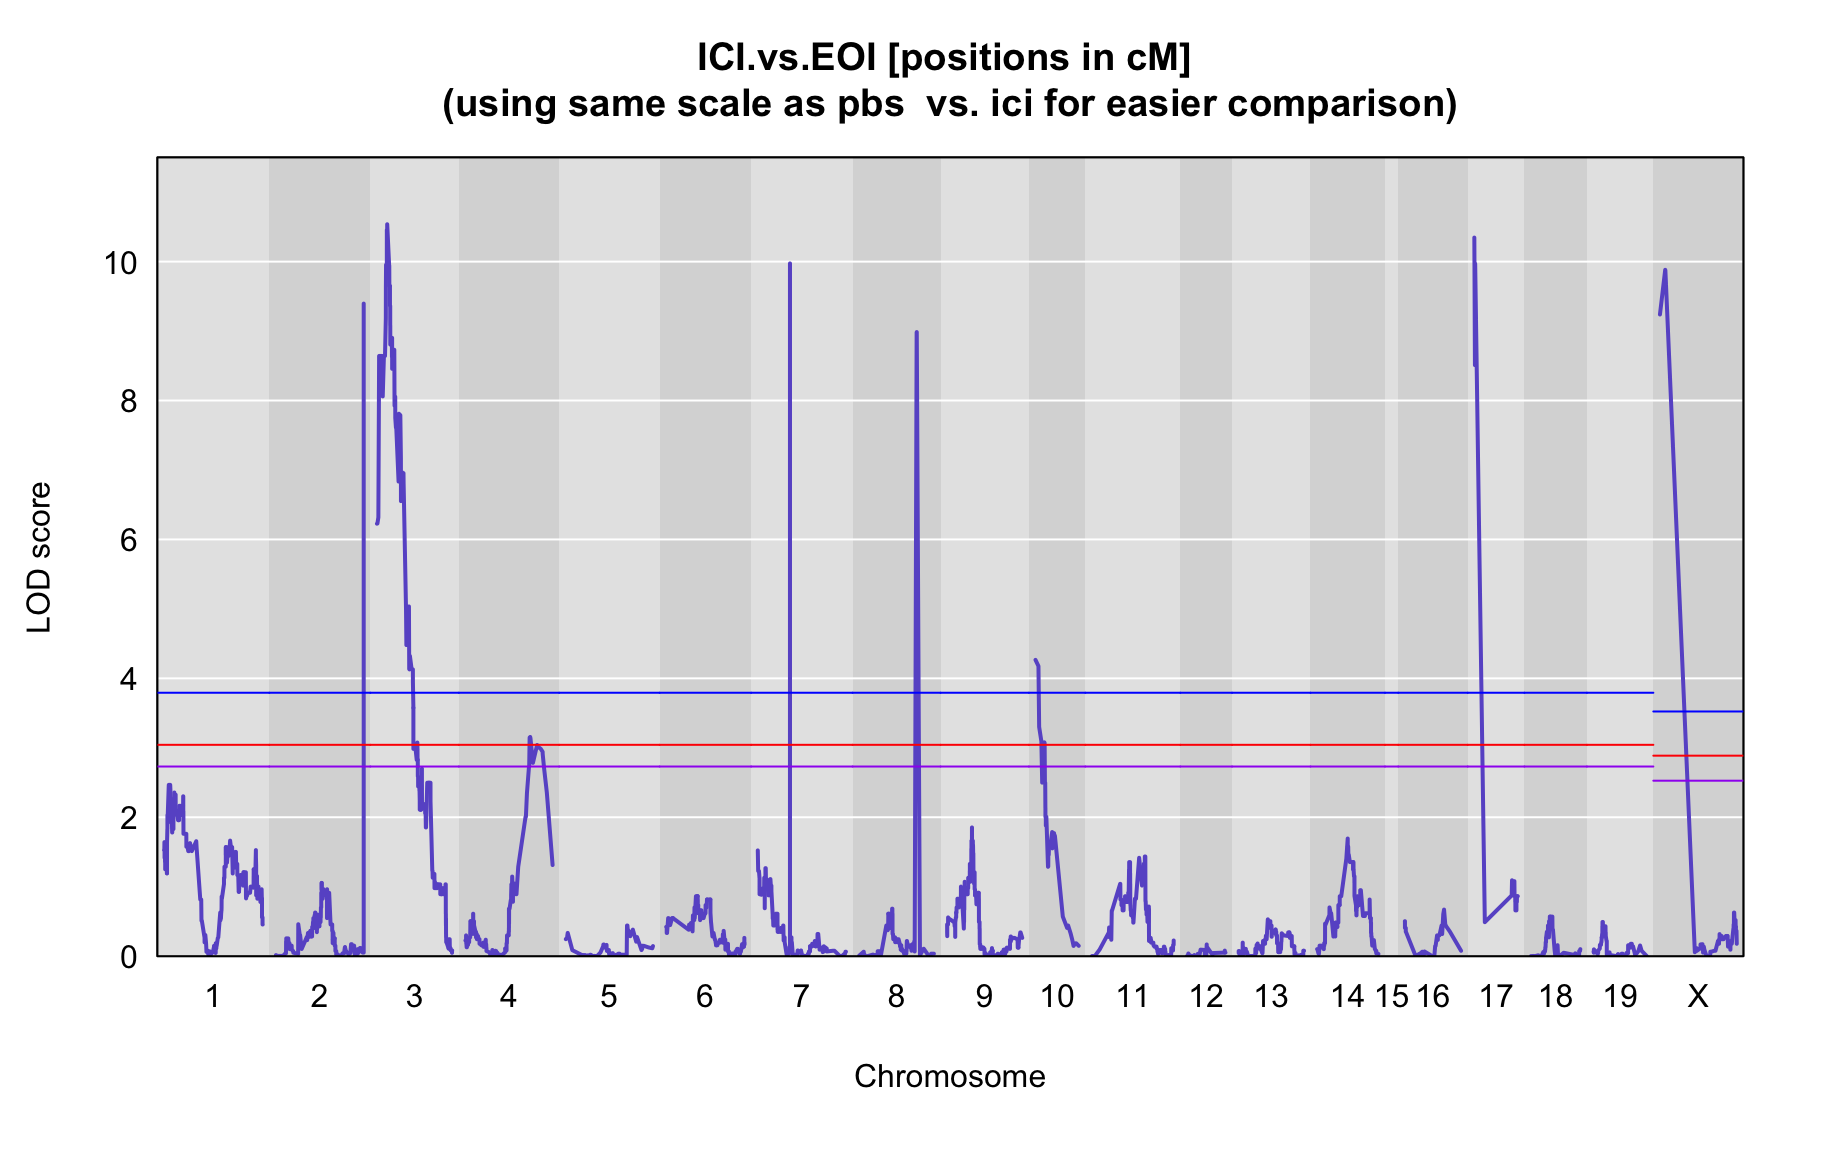 ICI.vs.EOI [positions in cM]
(using same scale as pbs  vs. ici for easier comparison)
10
8
6
4
2
0
LOD score
1 2 3 4 5 6 7 8 9 10 11 12 13 14 15 16 17 18 19 X
Chromosome